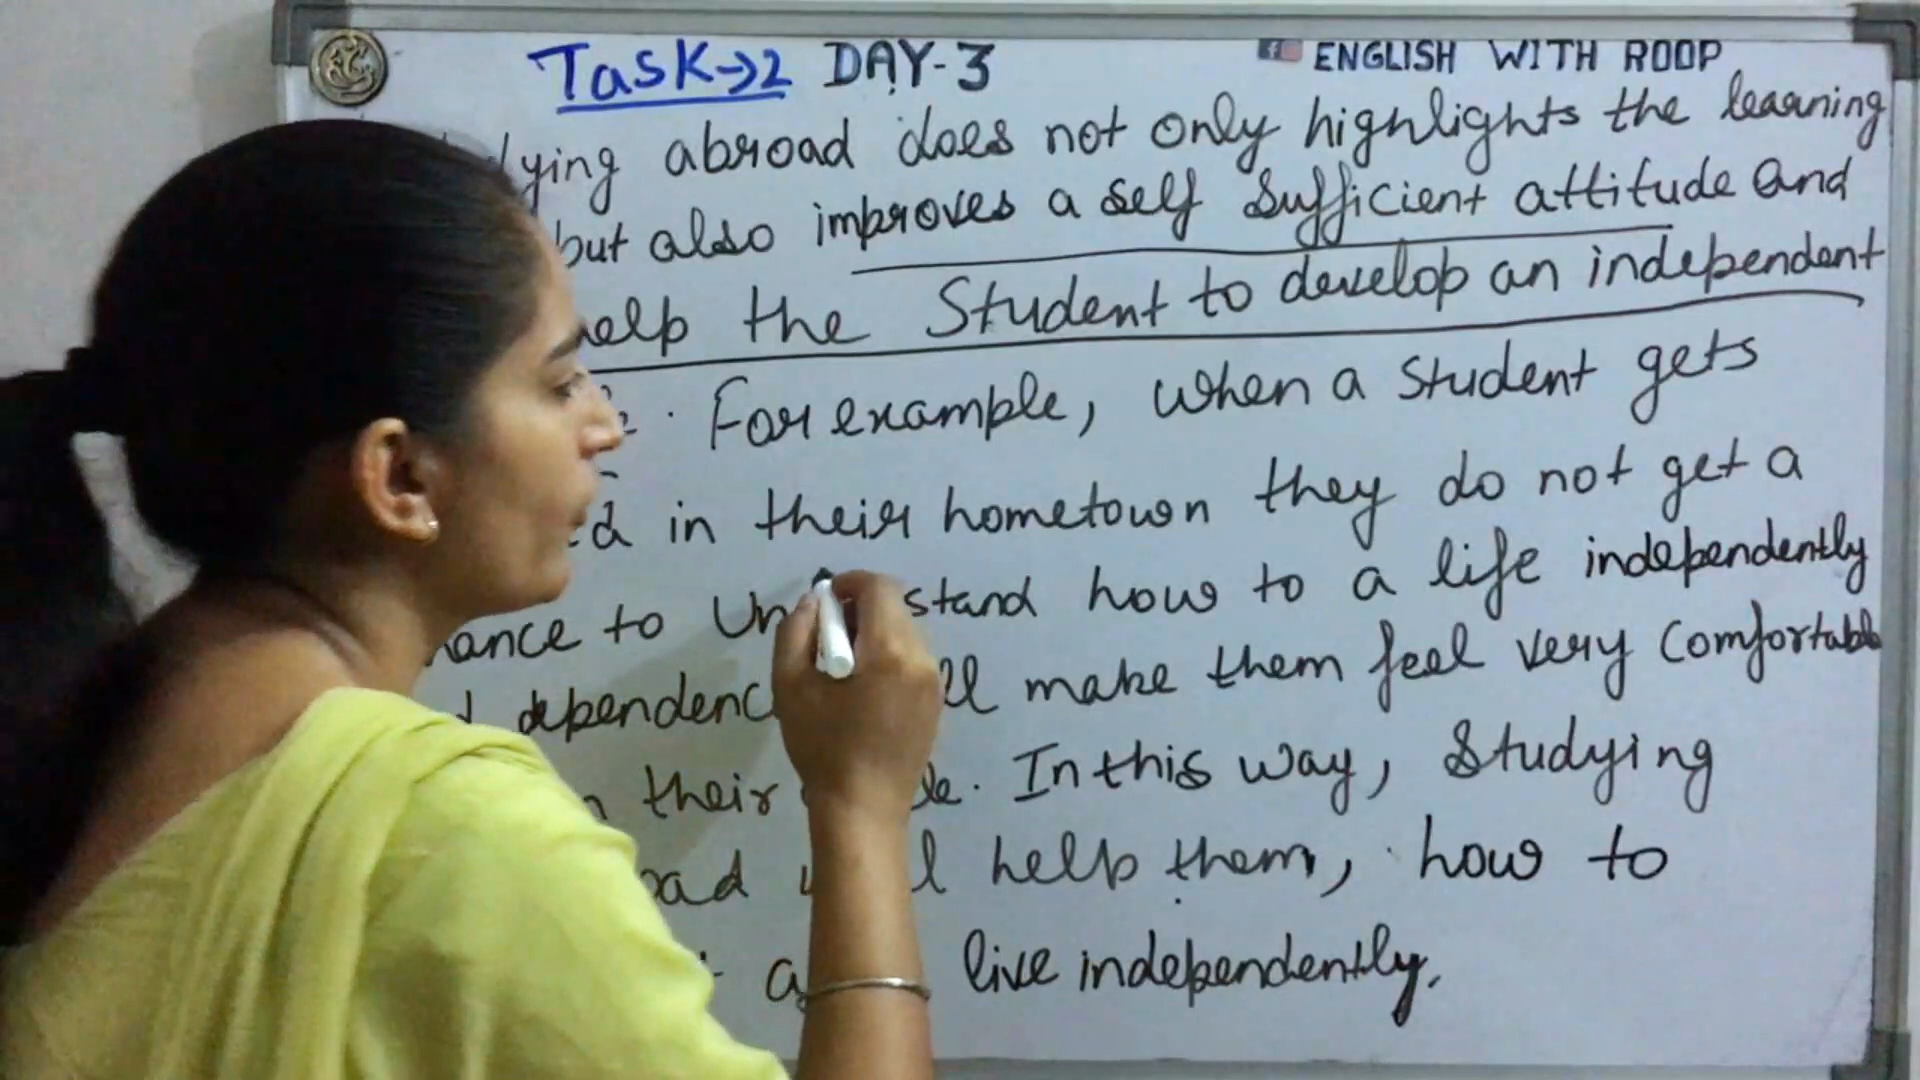 Task→2 DAY-3
ENGLISH WITH ROOP
abroad does not only highlights the learning
but also improves a self sufficient attitude and
help the Student to develop an independent
For example, when a student gets
in their hometown they do not get a
to how to a life independently
make them feel very comfortable
their In this way, Studying
help them, how to
live independently.